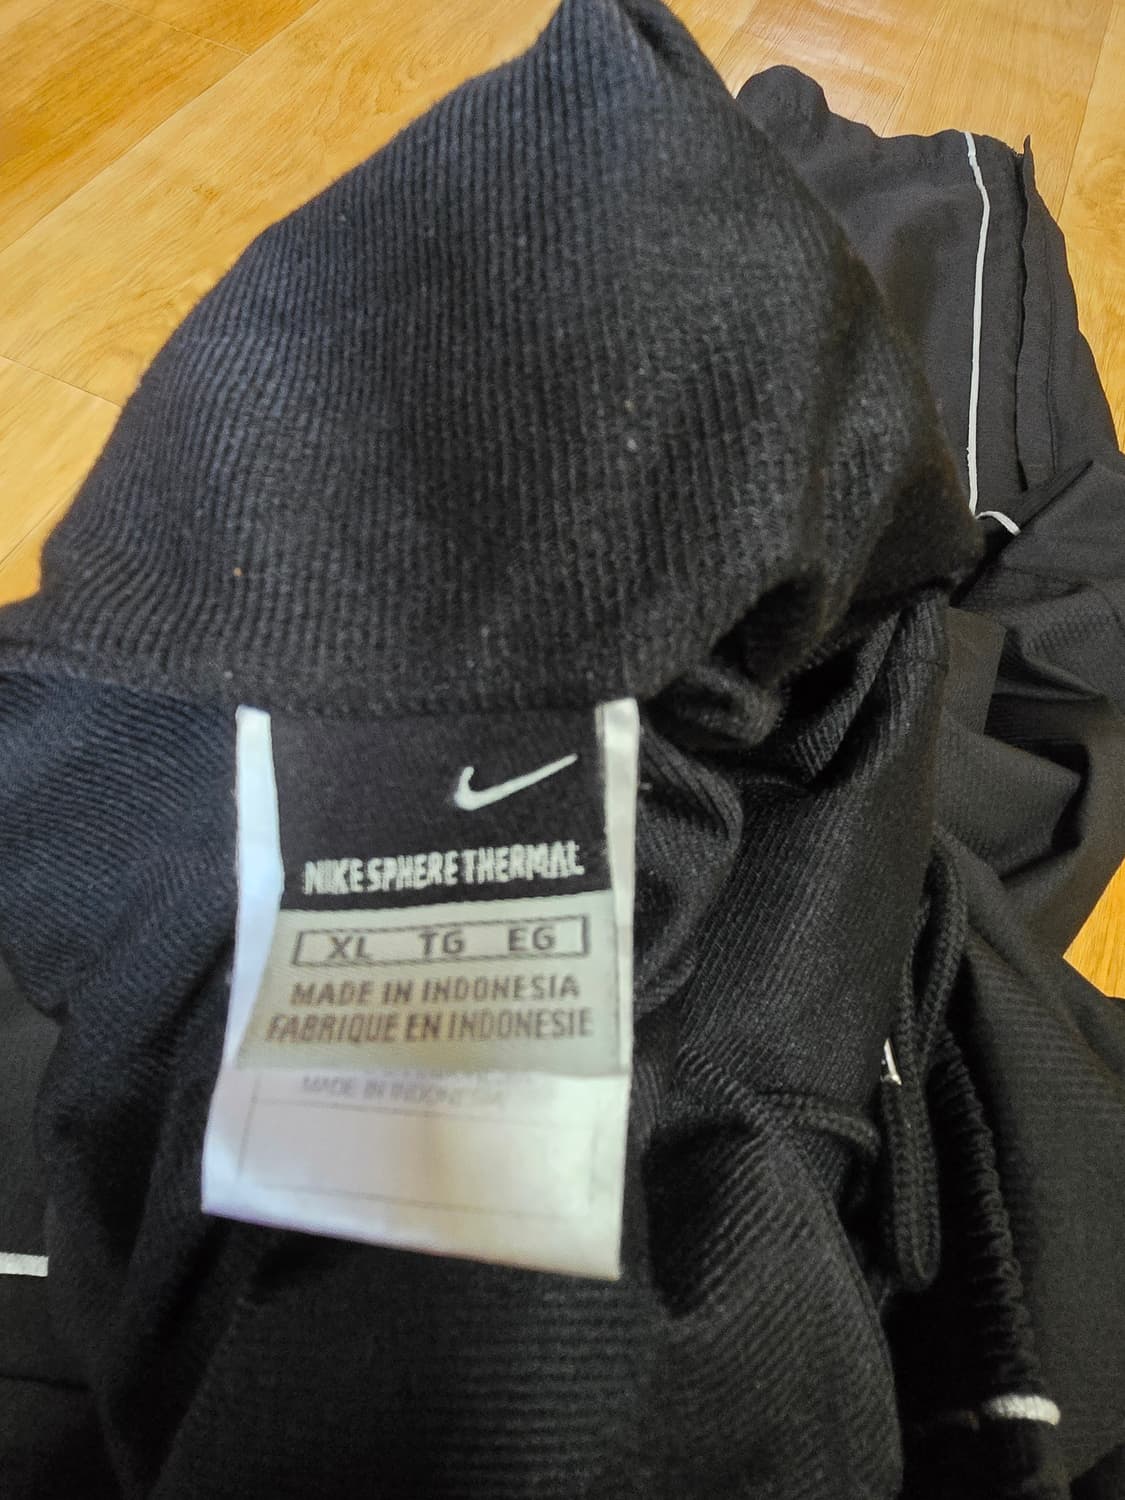 NIKE SPHERE THERMAL
XL TG EG
MADE IN INDONESIA
FABRIQUE EN INDONESIE
MADE IN INDONESIA